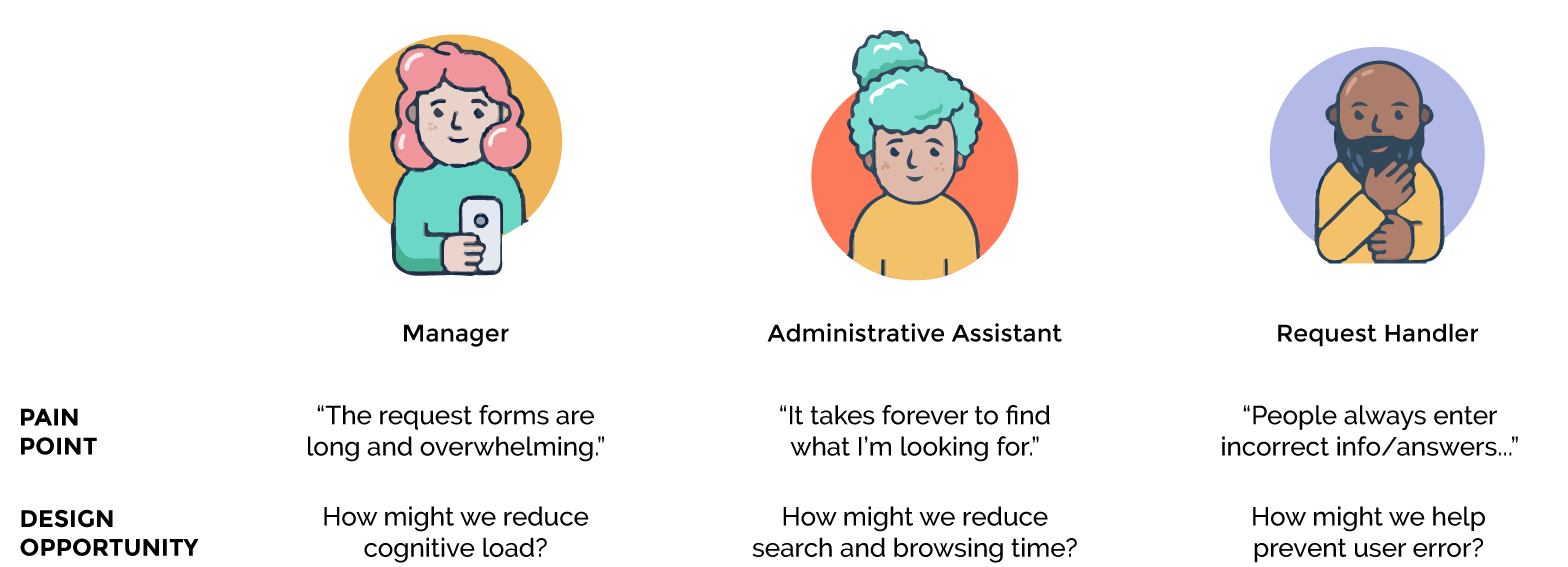 Manager
Administrative Assistant
Request Handler
PAIN
POINT
“The request forms are
long and overwhelming.”
“It takes forever to find
what I’m looking for.”
“People always enter
incorrect info/answers...”
DESIGN
OPPORTUNITY
How might we reduce
cognitive load?
How might we reduce
search and browsing time?
How might we help
prevent user error?